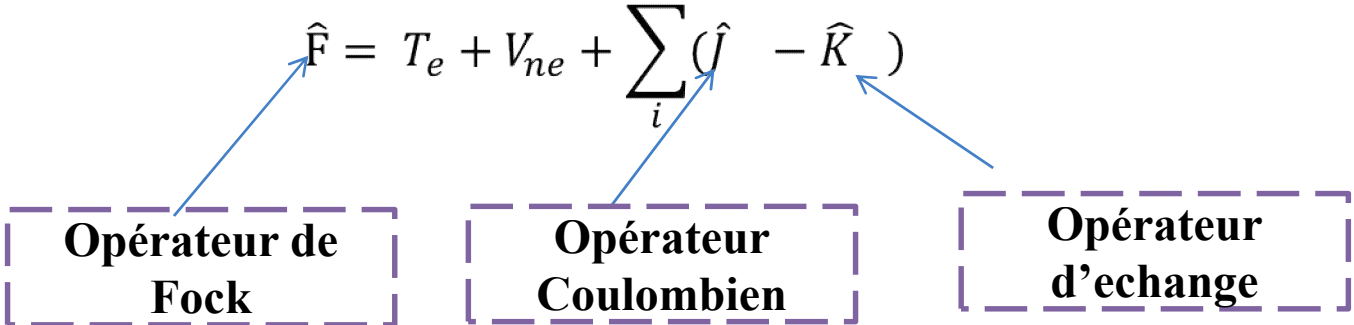 F̂ = T_e + V_ne + ∑_i (Ĵ - K̂ )
Opérateur de
Fock
Opérateur
Coulombien
Opérateur
d’echange